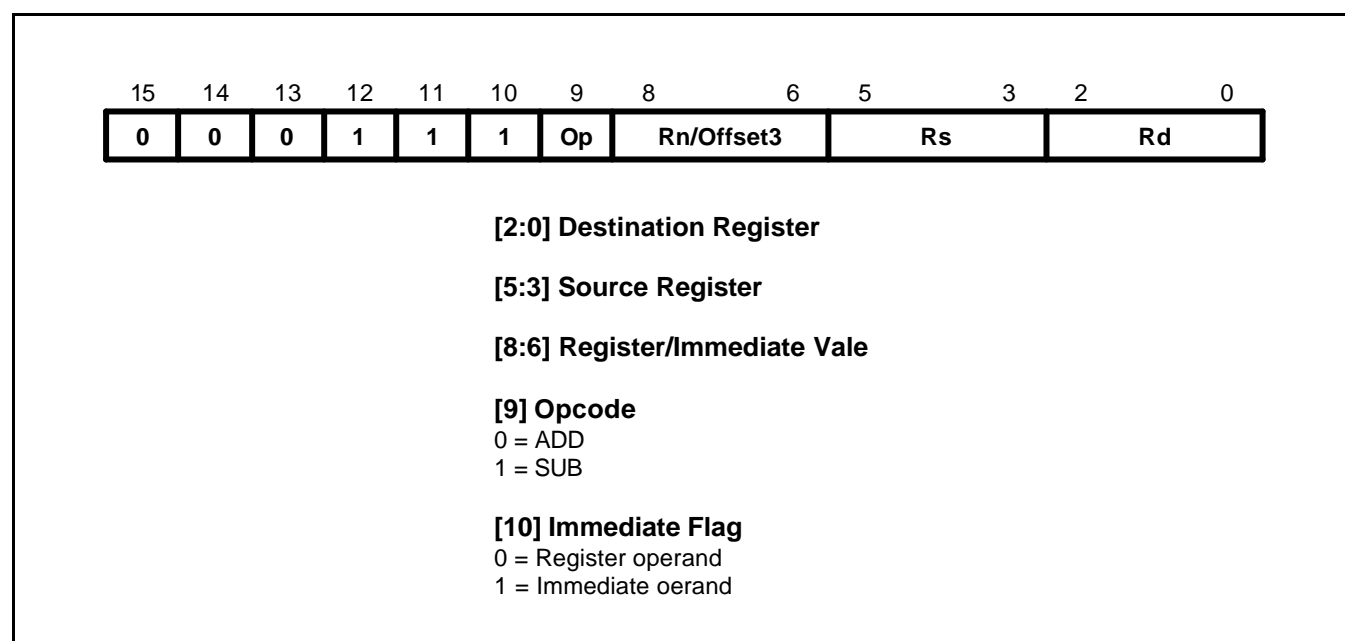 15 14 13 12 11 10 9 8 6 5 3 2 0
0 0 0 1 1 1 Op Rn/Offset3 Rs Rd
[2:0] Destination Register
[5:3] Source Register
[8:6] Register/Immediate Vale
[9] Opcode
0 = ADD
1 = SUB
[10] Immediate Flag
0 = Register operand
1 = Immediate oerand